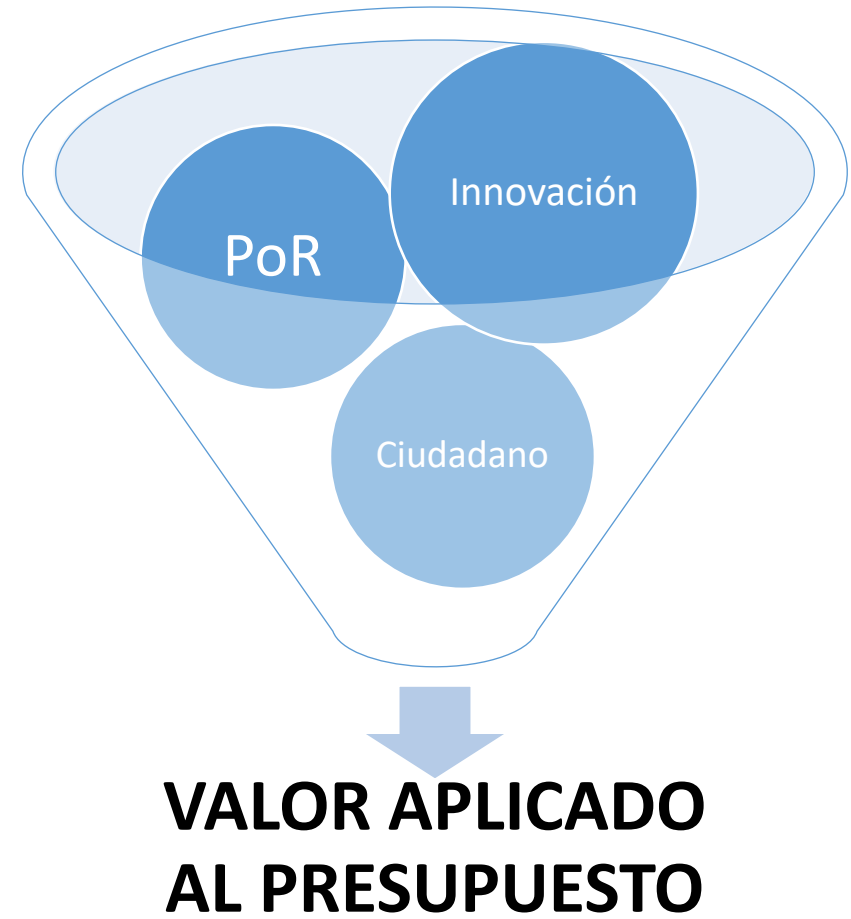 Innovación
PoR
Ciudadano
VALOR APLICADO
AL PRESUPUESTO